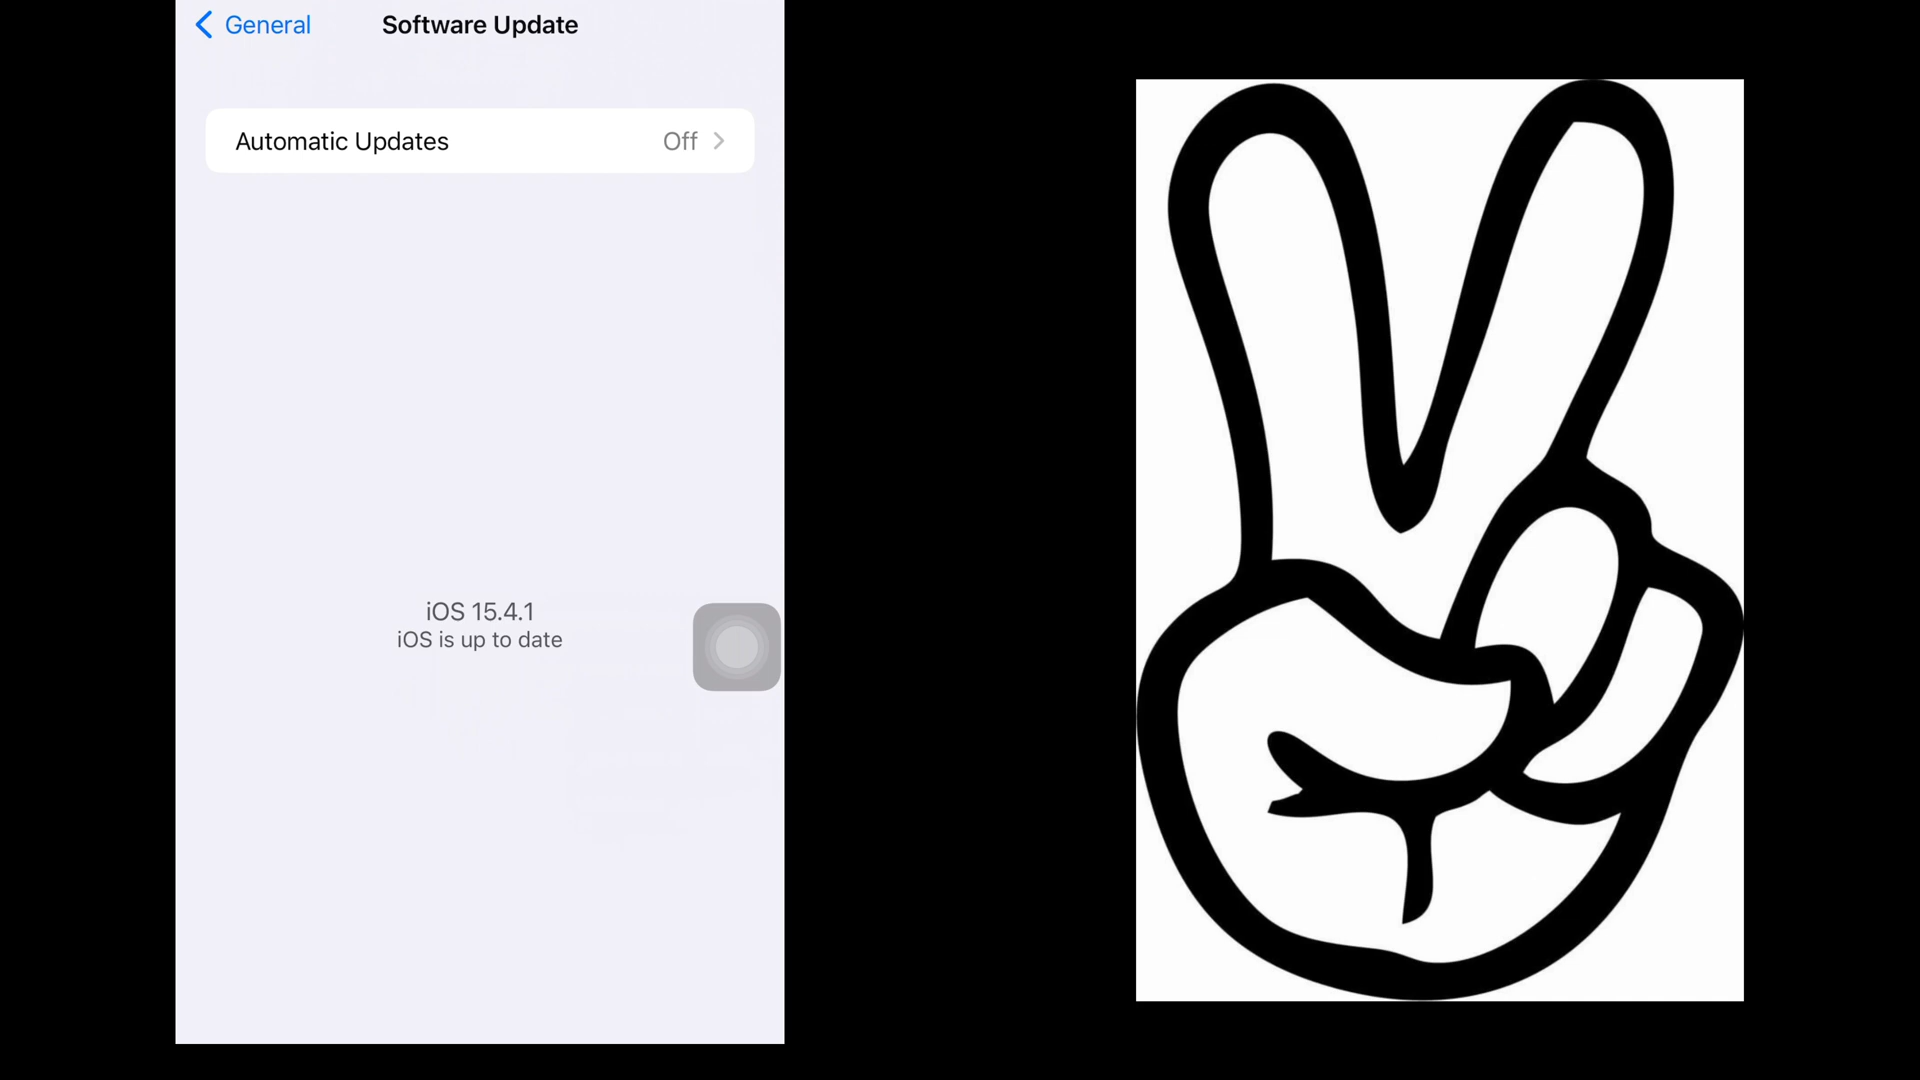 General
Software Update
Automatic Updates Off
iOS 15.4.1
iOS is up to date